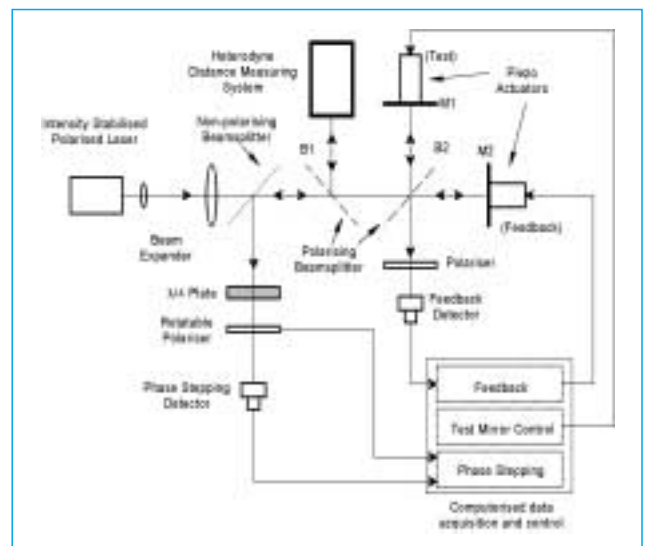 Heterodyne
Distance Measuring
System
(Test)
Piezo
Actuators
M1
Intensity Stabilised
Polarised Laser
Non-polarising
Beamsplitter
B1
B2
M2
(Feedback)
Beam
Expander
Polarising
Beamsplitter
Polariser
Feedback
Detector
λ/4 Plate
Rotatable
Polariser
Phase Stepping
Detector
Feedback
Test Mirror Control
Phase Stepping
Computerised data
acquisition and control